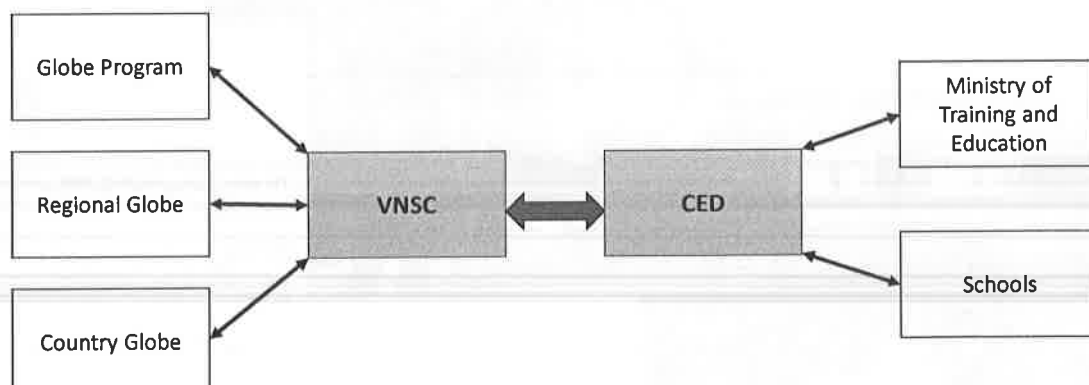 Globe Program
Regional Globe
Country Globe
VNSC
CED
Ministry of
Training and
Education
Schools